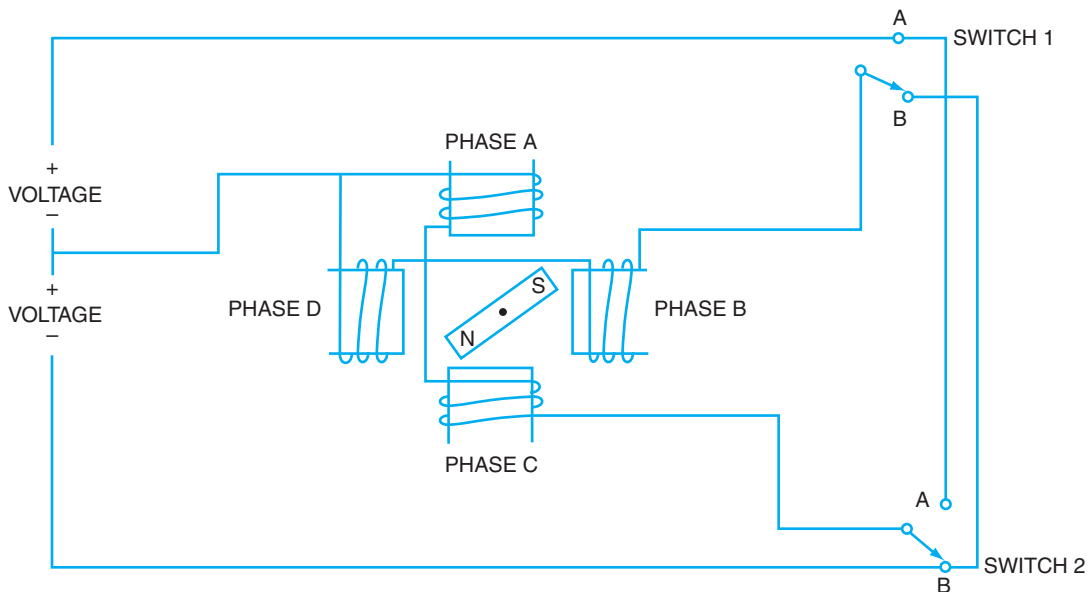 A
SWITCH 1
B
PHASE A
+
VOLTAGE
–
+
VOLTAGE
–
PHASE D
S
N
PHASE B
PHASE C
A
SWITCH 2
B